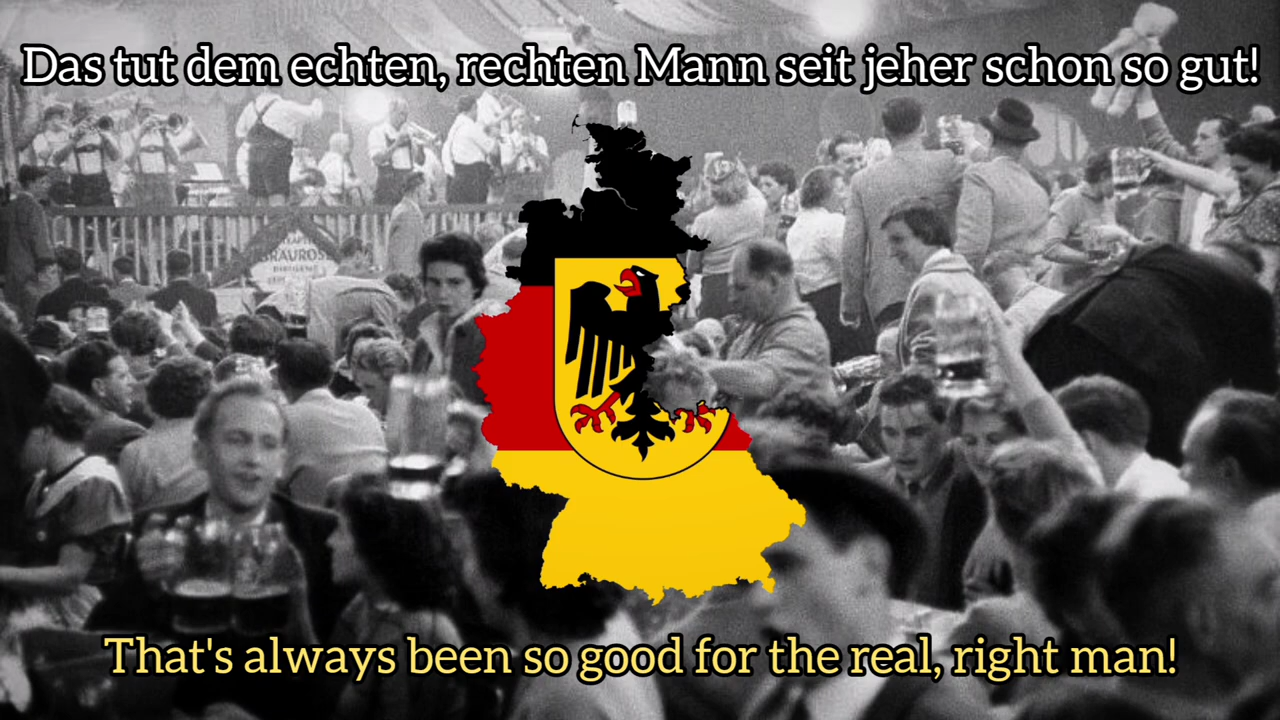 Das tut dem echten, rechten Mann seit jeher schon so gut!
That's always been so good for the real, right man!